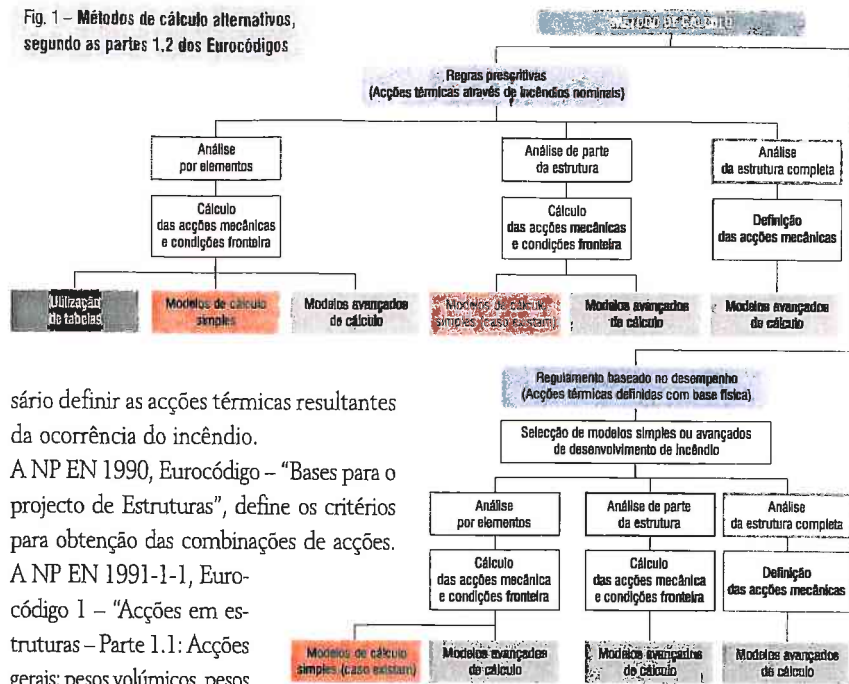 Fig. 1 – Métodos de cálculo alternativos,
segundo as partes 1.2 dos Eurocódigos
Regras prescritivas
(Acções térmicas através de incêndios nominais)
Análise
por elementos
Análise de parte
da estrutura
Análise
da estrutura completa
Cálculo
das acções mecânicas
e condições fronteira
Cálculo
das acções mecânicas
e condições fronteira
Definição
das acções mecânicas
Utilização
de tabelas
Modelos de cálculo
simples
Modelos avançados
de cálculo
Modelos de cálculo
simples (caso existam)
Modelos avançados
de cálculo
Modelos avançados
de cálculo
Regulamento baseado no desempenho
(Acções térmicas definidas com base física)
Selecção de modelos simples ou avançados
de desenvolvimento de incêndio
Análise
por elementos
Análise de parte
da estrutura
Análise
da estrutura completa
Cálculo
das acções mecânica
e condições fronteira
Cálculo
das acções mecânica
e condições fronteira
Definição
das acções mecânicas
Modelos de cálculo
simples (caso existam)
Modelos avançados
de cálculo
Modelos avançados
de cálculo
Modelos avançados
de cálculo
sário definir as acções térmicas resultantes
da ocorrência do incêndio.
A NP EN 1990, Eurocódigo – "Bases para o
projecto de Estruturas", define os critérios
para obtenção das combinações de acções.
A NP EN 1991-1-1, Euro-
código 1 – "Acções em es-
truturas – Parte 1.1: Acções
gerais: pesos volúmicos, pesos